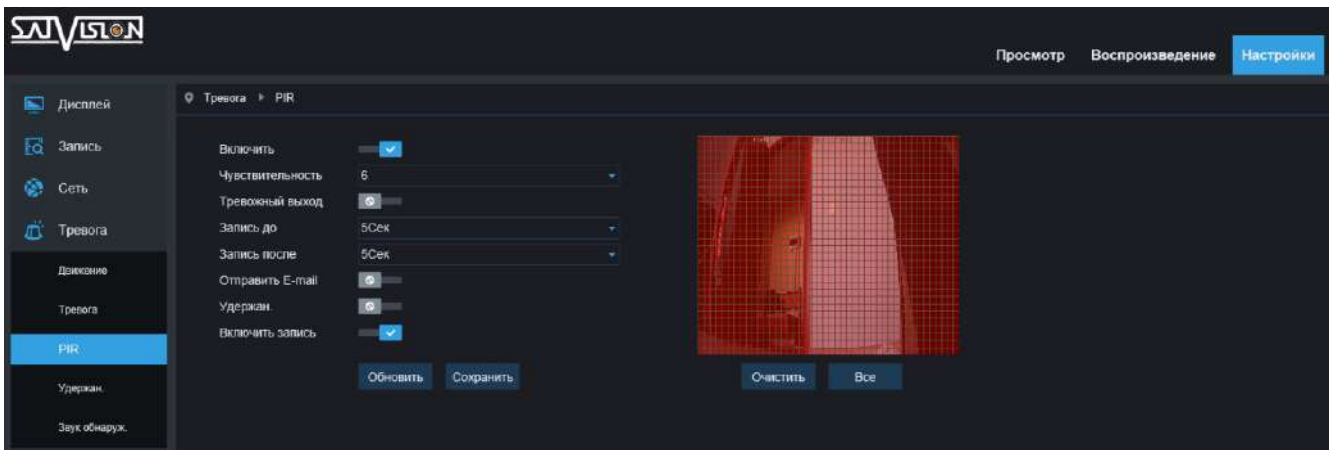 SATVISION
Просмотр Воспроизведение Настройки
Дисплей
Запись
Сеть
Тревога
Движение
Тревога
PIR
Удержан.
Звук обнаруж.
Тревога PIR
Включить
Чувствительность 6
Тревожный выход
Запись до 5Сек
Запись после 5Сек
Отправить E-mail
Удержан.
Включить запись
Обновить Сохранить
Очистить Все